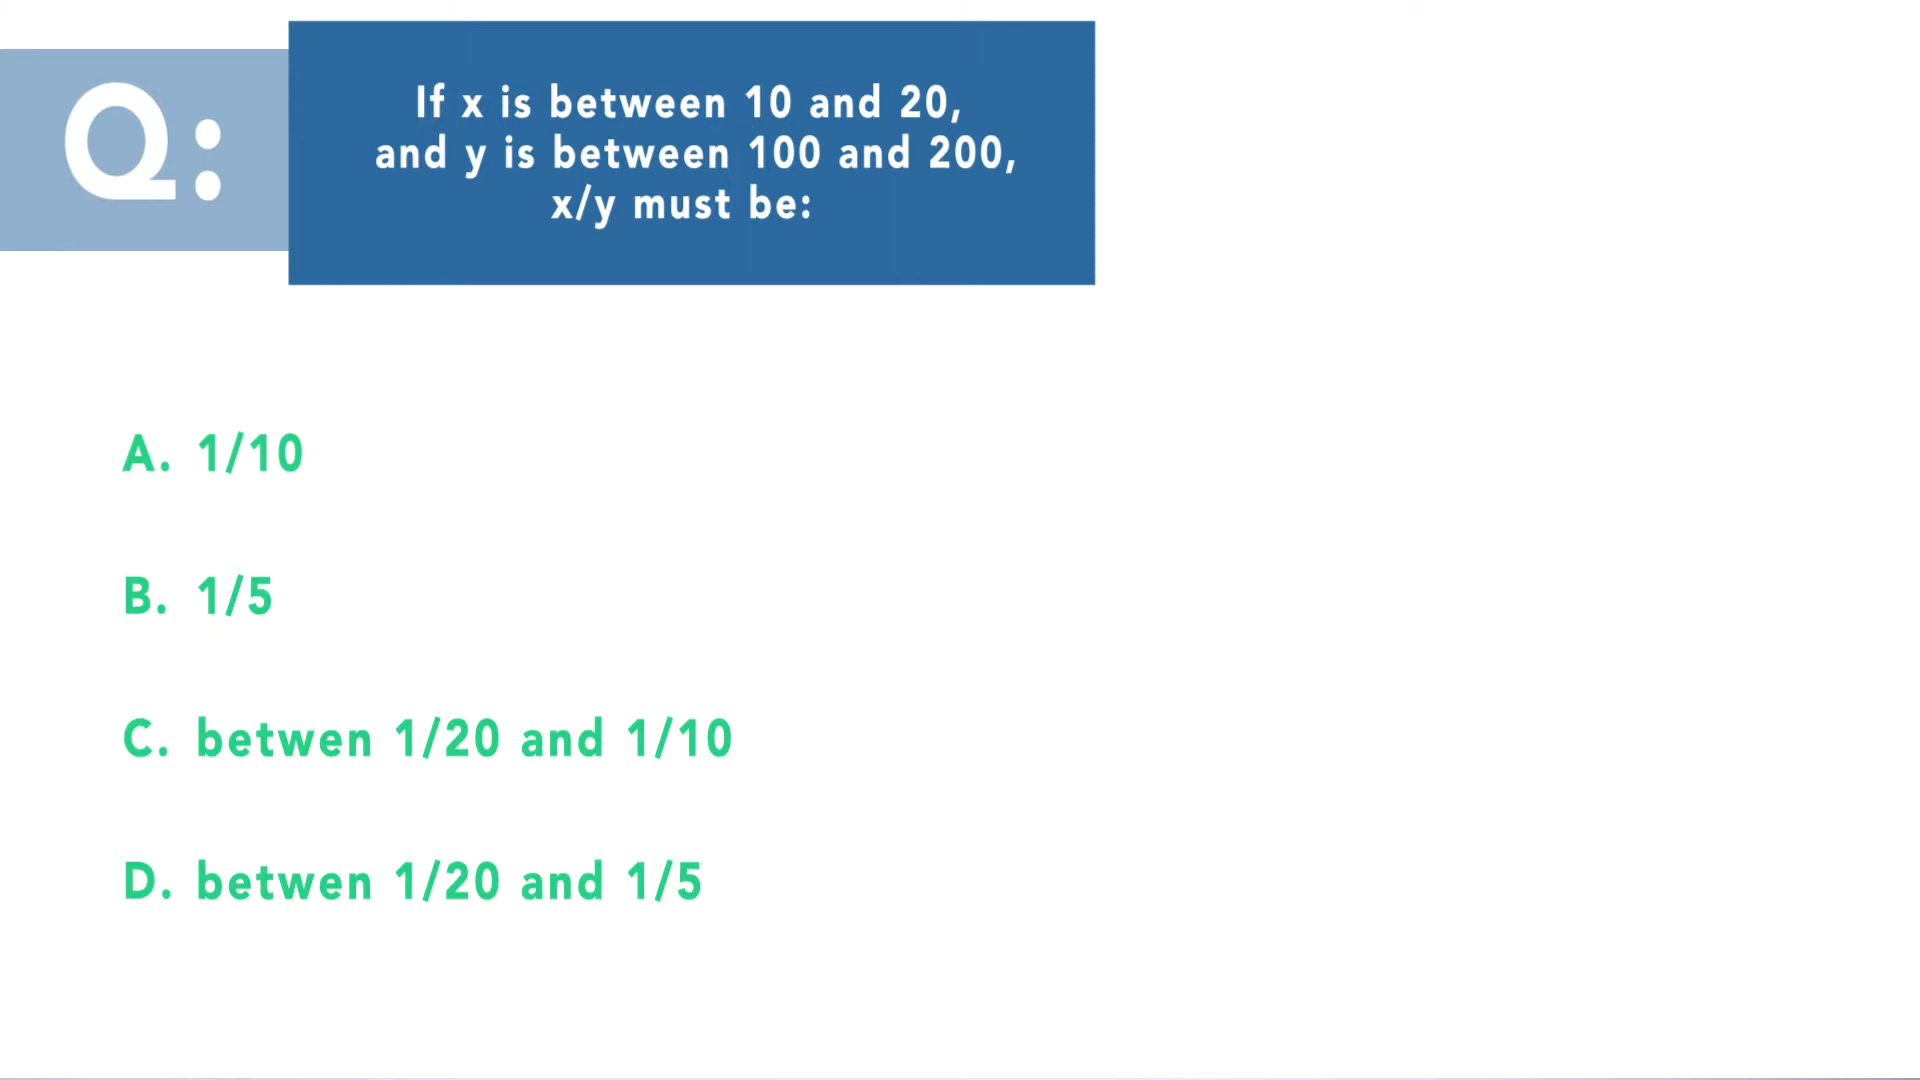 Q:
If x is between 10 and 20,
and y is between 100 and 200,
x/y must be:
A. 1/10
B. 1/5
C. betwen 1/20 and 1/10
D. betwen 1/20 and 1/5